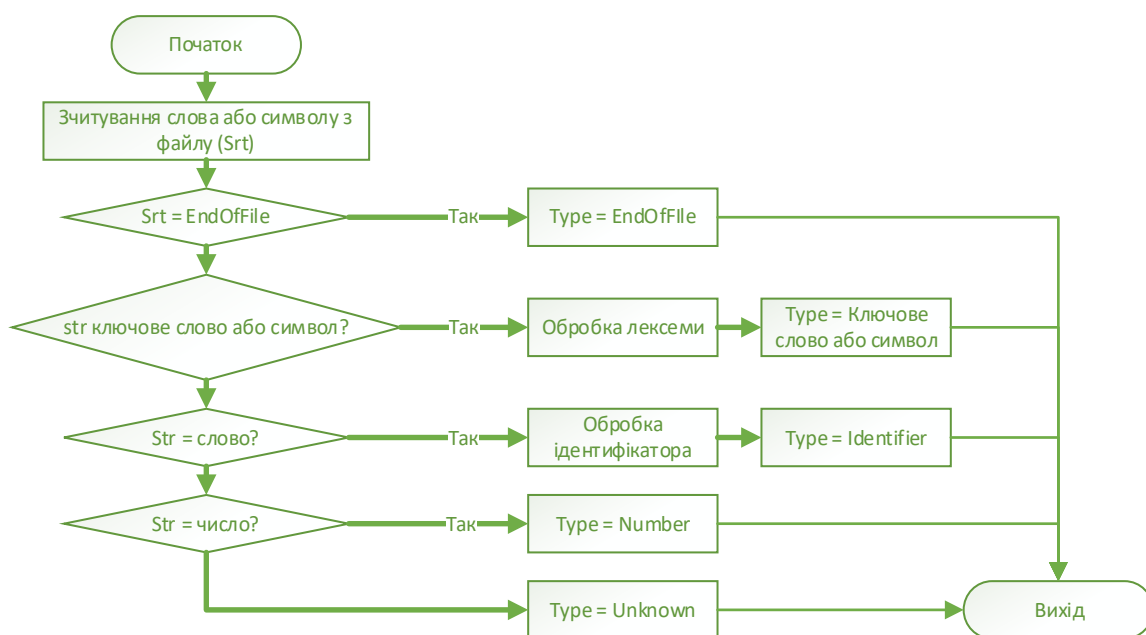 Початок
Зчитування слова або символу з
файлу (Srt)
Srt = EndOfFile
Так
Type = EndOfFIle
str ключове слово або символ?
Так
Обробка лексеми
Type = Ключове
слово або символ
Str = слово?
Так
Обробка
ідентифікатора
Type = Identifier
Str = число?
Так
Type = Number
Type = Unknown
Вихід